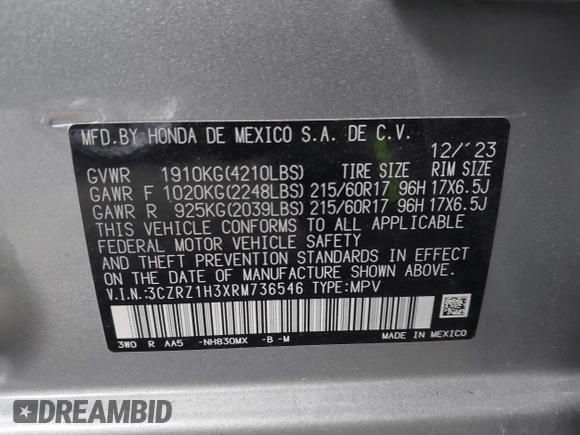 MFD.BY HONDA DE MEXICO S.A. DE C.V.
12/'23
GVWR 1910KG(4210LBS) TIRE SIZE RIM SIZE
GAWR F 1020KG(2248LBS) 215/60R17 96H 17X6.5J
GAWR R 925KG(2039LBS) 215/60R17 96H 17X6.5J
THIS VEHICLE CONFORMS TO ALL APPLICABLE
FEDERAL MOTOR VEHICLE SAFETY
AND THEFT PREVENTION STANDARDS IN EFFECT
ON THE DATE OF MANUFACTURE SHOWN ABOVE.
V.I.N.:3CZRZ1H3XRM736546 TYPE:MPV
3W0 R AA5 -NH830MX -B -M MADE IN MEXICO
DREAMBID